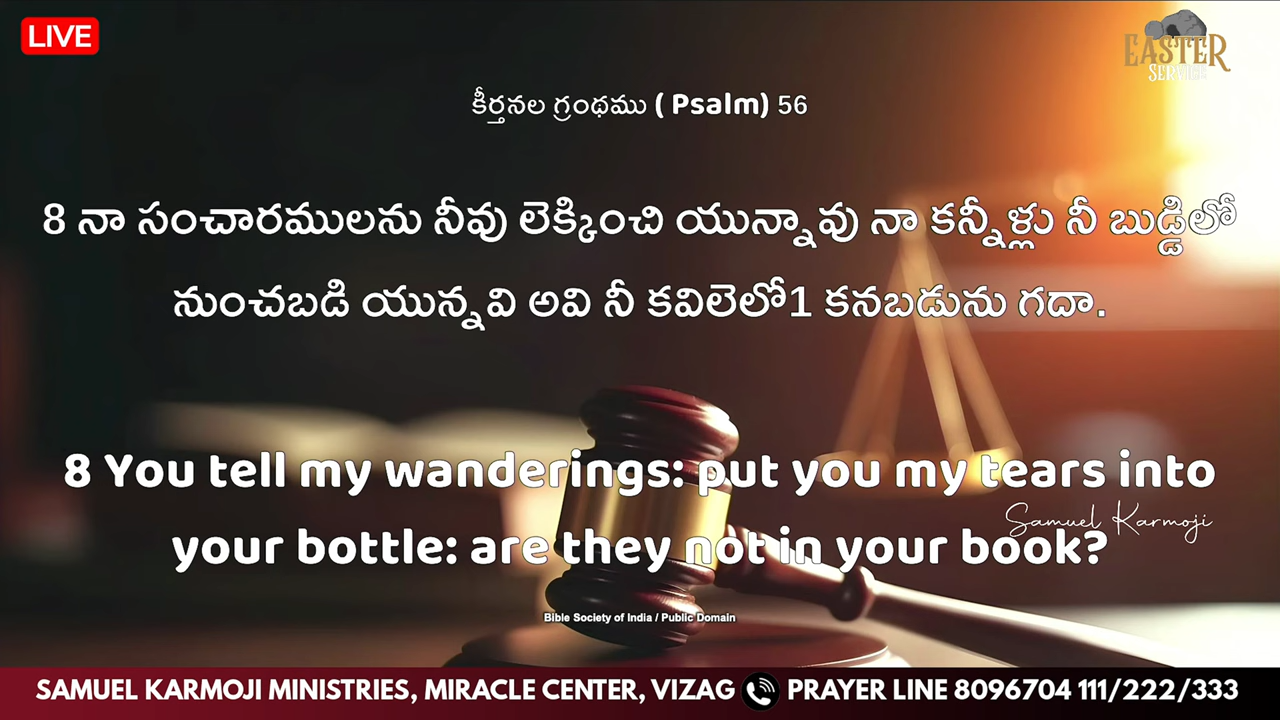 LIVE
EASTER
SERVICE
కీర్తనల గ్రంథము ( Psalm) 56
8 నా సంచారములను నీవు లెక్కించి యున్నావు నా కన్నీళ్లు నీ బుడ్డిలో
నుంచబడి యున్నవి అవి నీ కవిలెలో1 కనబడును గదా.
8 You tell my wanderings: put you my tears into
Samuel Karmoji
your bottle: are they not in your book?
Bible Society of India / Public Domain
SAMUEL KARMOJI MINISTRIES, MIRACLE CENTER, VIZAG PRAYER LINE 8096704 111/222/333